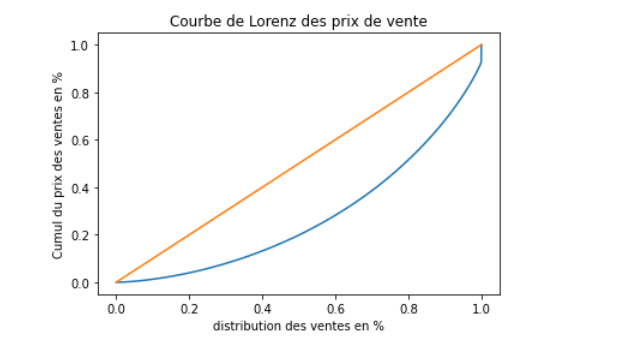 Courbe de Lorenz des prix de vente
Cumul du prix des ventes en %
1.0
0.8
0.6
0.4
0.2
0.0
0.0 0.2 0.4 0.6 0.8 1.0
distribution des ventes en %